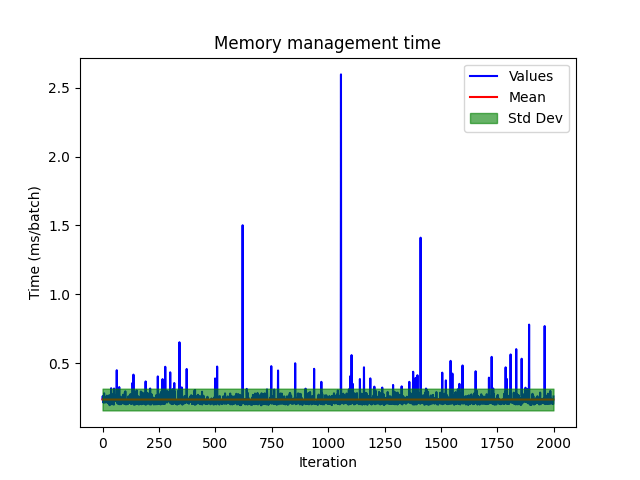 Memory management time
Values
Mean
Std Dev
Time (ms/batch)
2.5
2.0
1.5
1.0
0.5
0
250
500
750
1000
1250
1500
1750
2000
Iteration